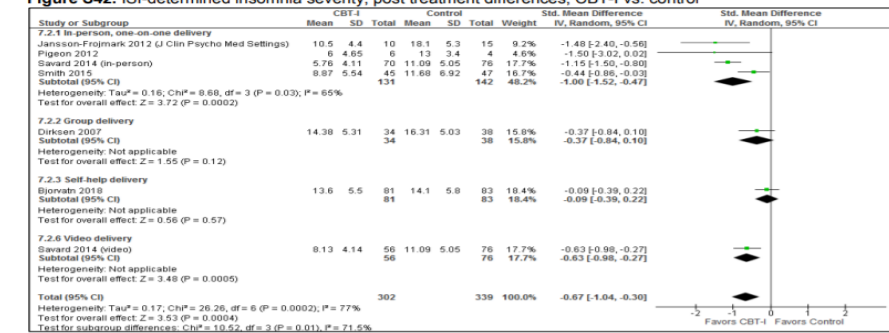 Figure S42. ISI-determined insomnia severity, post treatment differences, CBT-I vs. control
CBT-I Control Std. Mean Difference Std. Mean Difference
Study or Subgroup Mean SD Total Mean SD Total Weight IV, Random, 95% CI IV, Random, 95% CI
7.2.1 In-person, one-on-one delivery
Jansson-Frojmark 2012 (J Clin Psycho Med Settings) 10.5 4.4 10 18.1 5.3 15 9.2% -1.48 [-2.40, -0.56]
Pigeon 2012 6 4.65 6 13 3.4 4 4.6% -1.50 [-3.02, 0.02]
Savard 2014 (in-person) 5.76 4.11 70 11.09 5.05 76 17.7% -1.15 [-1.50, -0.80]
Smith 2015 8.87 5.54 45 11.68 6.92 47 16.7% -0.44 [-0.86, -0.03]
Subtotal (95% CI) 131 142 48.2% -1.00 [-1.52, -0.47]
Heterogeneity: Tau² = 0.16; Chi² = 8.68, df = 3 (P = 0.03); I² = 65%
Test for overall effect: Z = 3.72 (P = 0.0002)
7.2.2 Group delivery
Dirksen 2007 14.38 5.31 34 16.31 5.03 38 15.8% -0.37 [-0.84, 0.10]
Subtotal (95% CI) 34 38 15.8% -0.37 [-0.84, 0.10]
Heterogeneity: Not applicable
Test for overall effect: Z = 1.55 (P = 0.12)
7.2.3 Self-help delivery
Bjorvatn 2018 13.6 5.5 81 14.1 5.8 83 18.4% -0.09 [-0.39, 0.22]
Subtotal (95% CI) 81 83 18.4% -0.09 [-0.39, 0.22]
Heterogeneity: Not applicable
Test for overall effect: Z = 0.56 (P = 0.57)
7.2.6 Video delivery
Savard 2014 (video) 8.13 4.14 56 11.09 5.05 76 17.7% -0.63 [-0.98, -0.27]
Subtotal (95% CI) 56 76 17.7% -0.63 [-0.98, -0.27]
Heterogeneity: Not applicable
Test for overall effect: Z = 3.48 (P = 0.0005)
Total (95% CI) 302 339 100.0% -0.67 [-1.04, -0.30]
Heterogeneity: Tau² = 0.17; Chi² = 26.26, df = 6 (P = 0.0002); I² = 77%
Test for overall effect: Z = 3.53 (P = 0.0004)
Test for subgroup differences: Chi² = 10.52, df = 3 (P = 0.01), I² = 71.5%
-2 -1 0 1 2
Favors CBT-I Favors Control